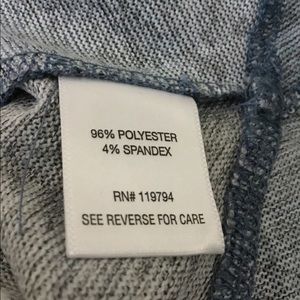 96% POLYESTER
4% SPANDEX
RN# 119794
SEE REVERSE FOR CARE